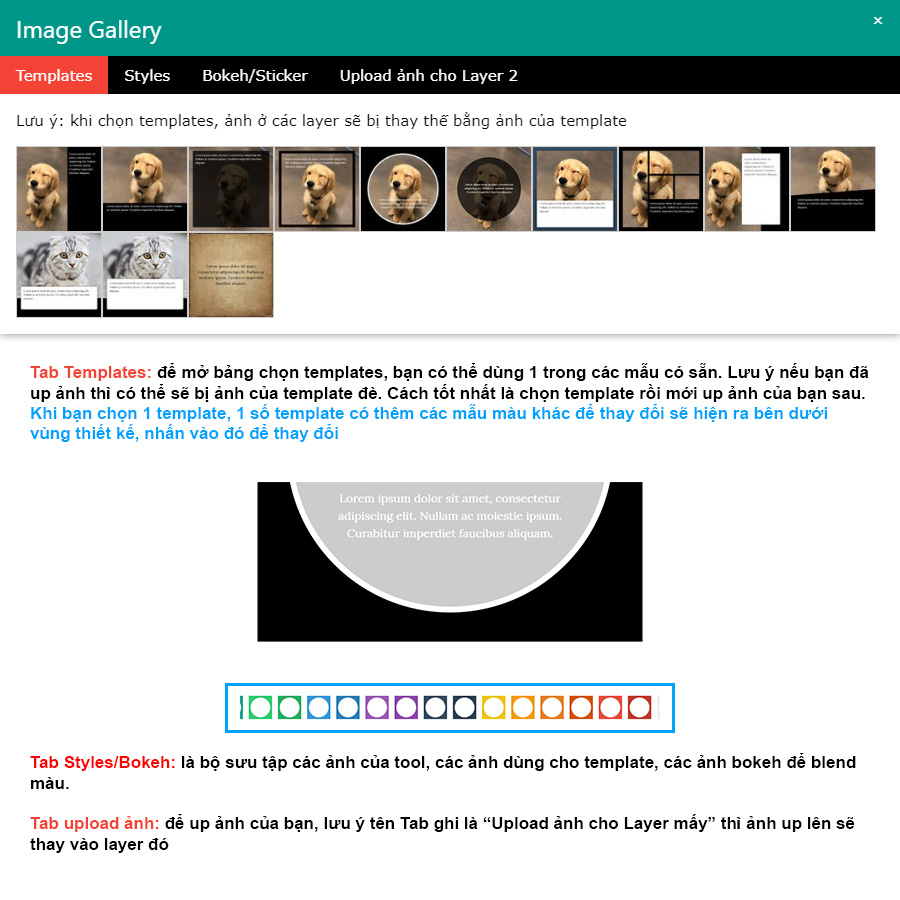 Image Gallery
×
Templates Styles Bokeh/Sticker Upload ảnh cho Layer 2
Lưu ý: khi chọn templates, ảnh ở các layer sẽ bị thay thế bằng ảnh của template
Tab Templates: để mở bảng chọn templates, bạn có thể dùng 1 trong các mẫu có sẵn. Lưu ý nếu bạn đã
up ảnh thì có thể sẽ bị ảnh của template đè. Cách tốt nhất là chọn template rồi mới up ảnh của bạn sau.
Khi bạn chọn 1 template, 1 số template có thêm các mẫu màu khác để thay đổi sẽ hiện ra bên dưới
vùng thiết kế, nhấn vào đó để thay đổi
Lorem ipsum dolor sit amet, consectetur
adipiscing elit. Nullam ac molestie ipsum.
Curabitur imperdiet faucibus aliquam.
Tab Styles/Bokeh: là bộ sưu tập các ảnh của tool, các ảnh dùng cho template, các ảnh bokeh để blend
màu.
Tab upload ảnh: để up ảnh của bạn, lưu ý tên Tab ghi là “Upload ảnh cho Layer mấy” thì ảnh up lên sẽ
thay vào layer đó